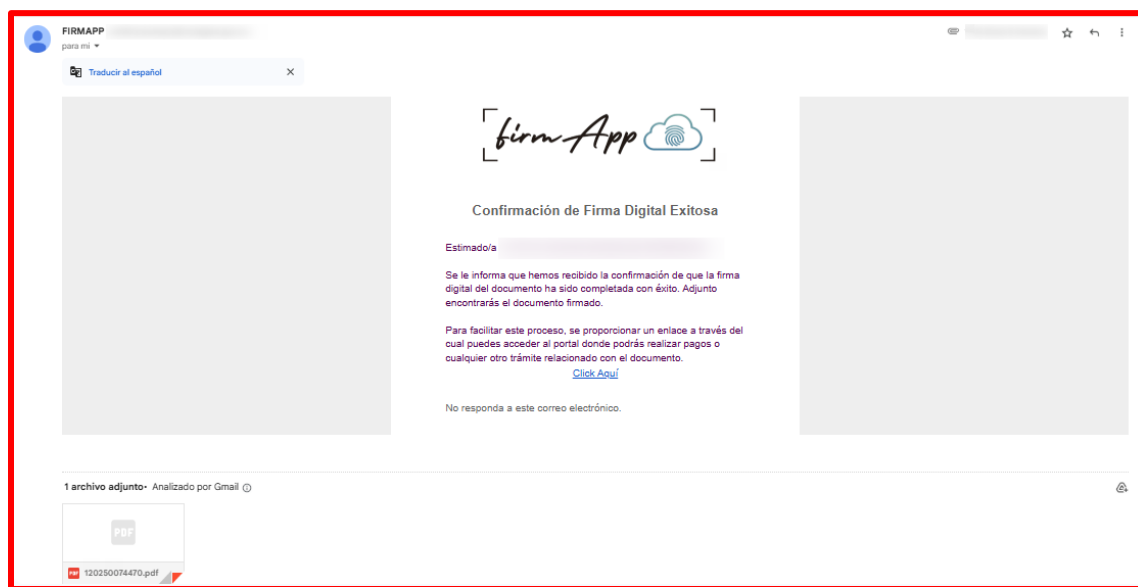 FIRMAPP
para mí
Traducir al español
firmApp
Confirmación de Firma Digital Exitosa
Estimado/a
Se le informa que hemos recibido la confirmación de que la firma
digital del documento ha sido completada con éxito. Adjunto
encontrarás el documento firmado.
Para facilitar este proceso, se proporcionar un enlace a través del
cual puedes acceder al portal donde podrás realizar pagos o
cualquier otro trámite relacionado con el documento.
Click Aquí
No responda a este correo electrónico.
1 archivo adjunto• Analizado por Gmail
PDF
PDF 120250074470.pdf